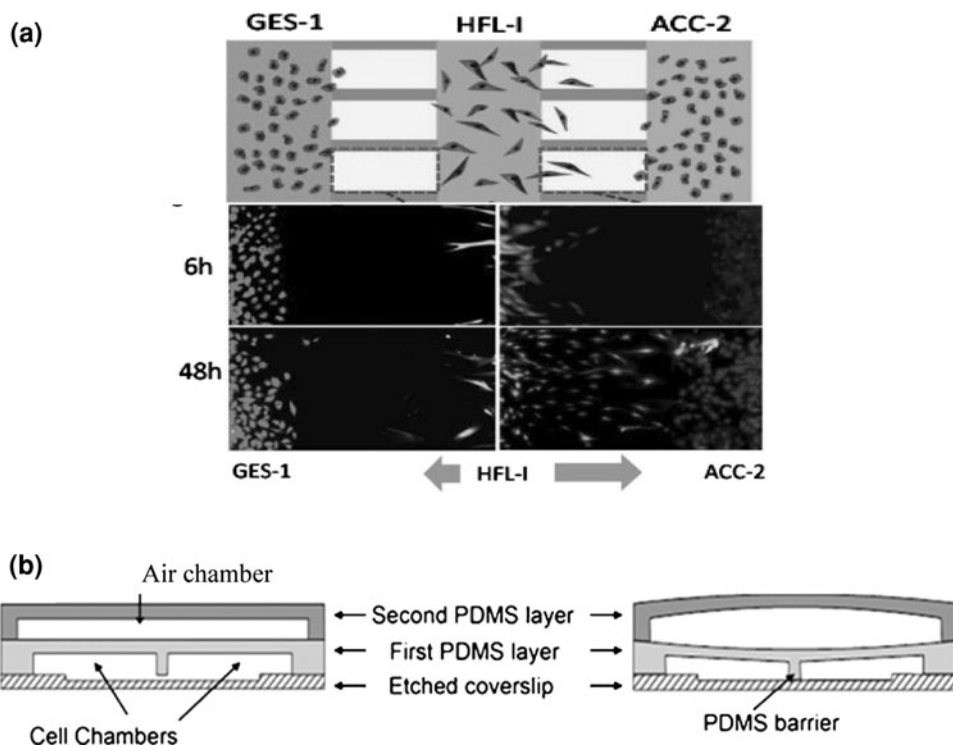 (a)
GES-1 HFL-I ACC-2
6h
48h
GES-1 HFL-I ACC-2
(b)
Air chamber
Second PDMS layer
First PDMS layer
Etched coverslip
Cell Chambers
PDMS barrier